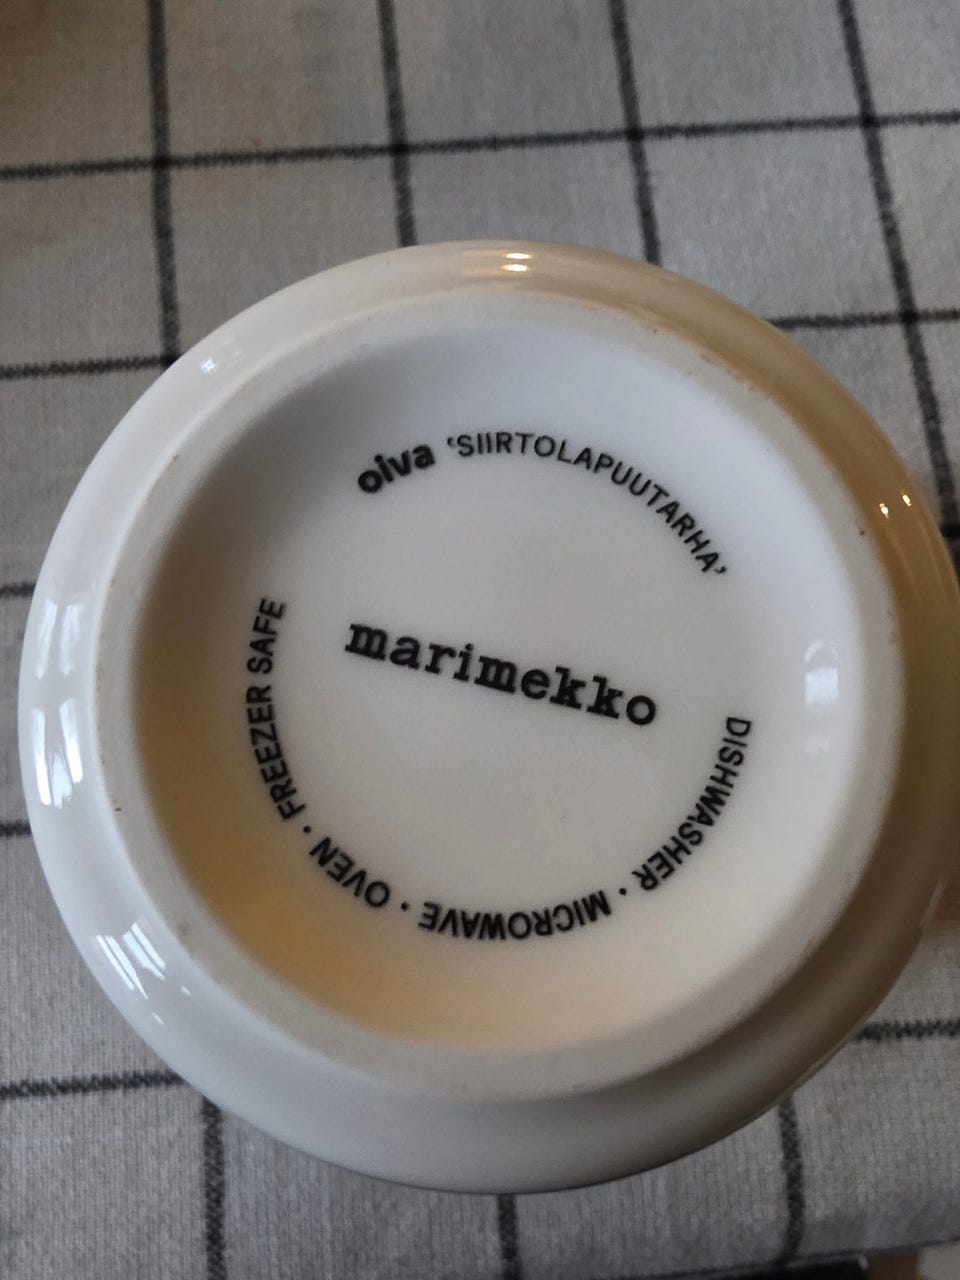 oiva ‘SIIRTOLAPUUTARHA’
marimekko
DISHWASHER · MICROWAVE · OVEN · FREEZER SAFE